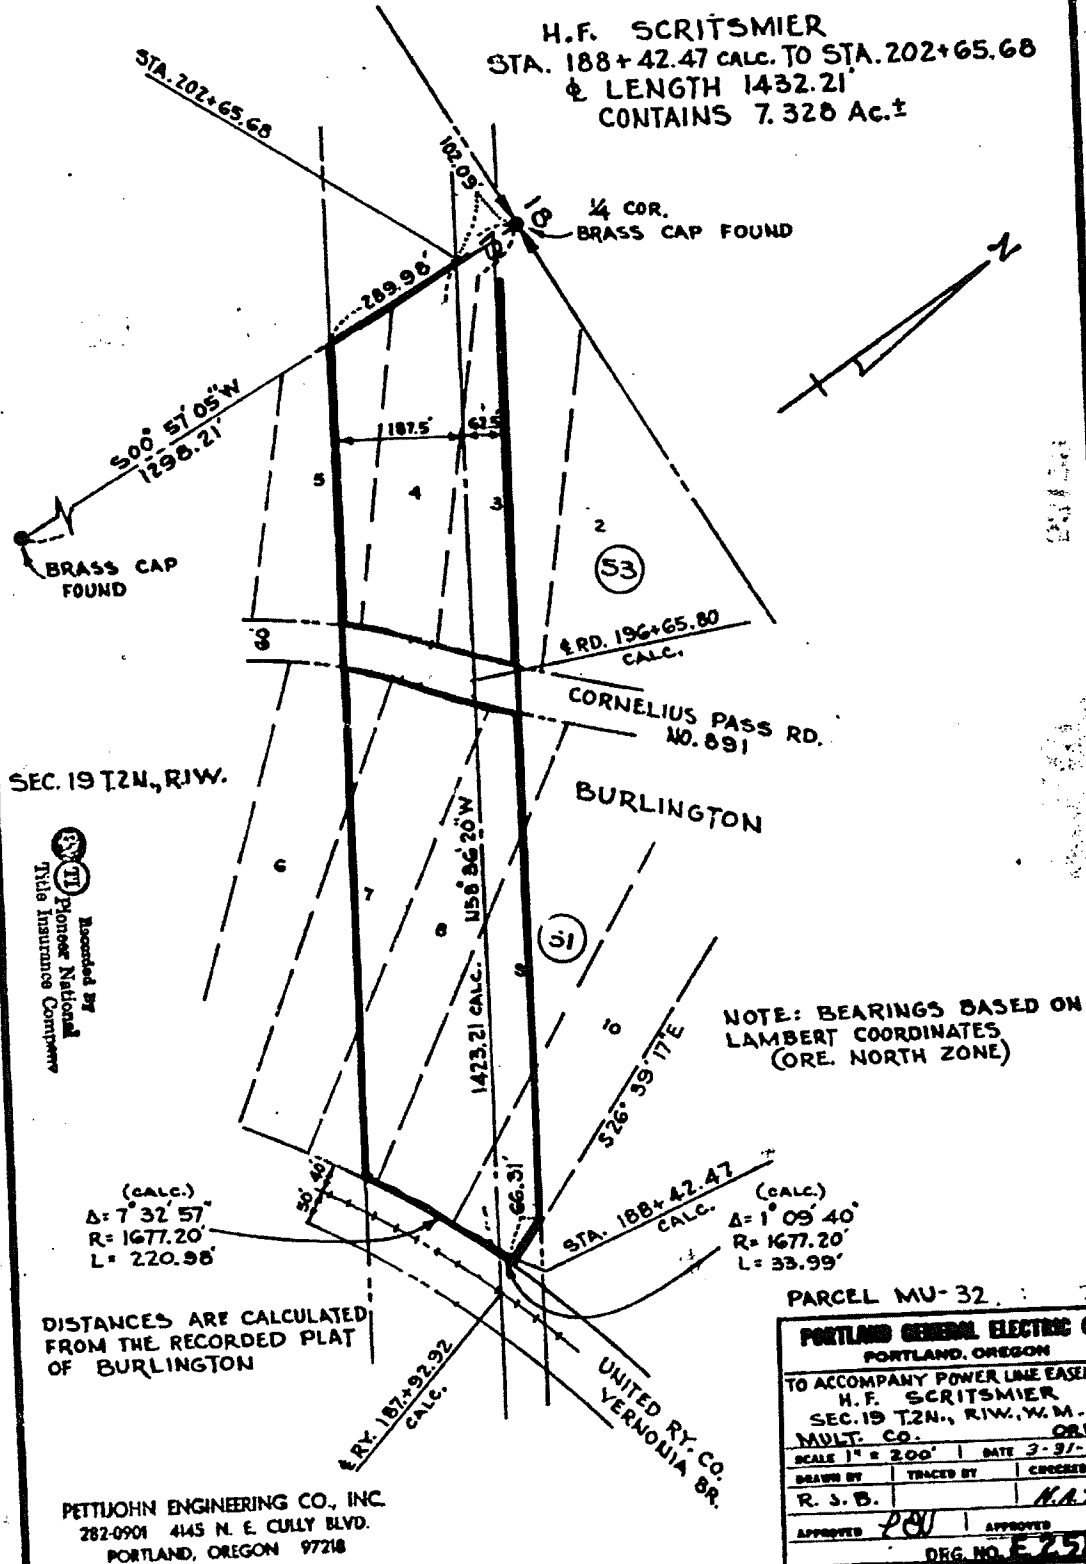 H.F. SCRITSMIER
STA. 188+42.47 CALC. TO STA. 202+65.68
℄ LENGTH 1432.21'
CONTAINS 7.328 Ac.±
STA. 202+65.68
102.09'
18
19
¼ COR.
BRASS CAP FOUND
289.98'
S00° 57' 05" W
1298.21'
187.5'
62.5'
5
4
3
2
53
BRASS CAP
FOUND
60
℄ RD. 196+65.80
CALC.
CORNELIUS PASS RD.
NO. 891
SEC. 19 T.2N., R.1W.
BURLINGTON
Recorded By
TI Pioneer National
Title Insurance Company
6
7
8
9
10
51
1423.21 CALC.
S26° 39' 17" E
NOTE: BEARINGS BASED ON
LAMBERT COORDINATES
(ORE. NORTH ZONE)
40'
50'
66.31'
(CALC.)
Δ= 7° 32' 57"
R= 1677.20'
L= 220.98'
STA. 188+42.47
CALC.
(CALC.)
Δ= 1° 09' 40"
R= 1677.20'
L= 33.99'
DISTANCES ARE CALCULATED
FROM THE RECORDED PLAT
OF BURLINGTON
℄ RY. 187+92.92
CALC.
UNITED RY. CO.
VERNONIA BR.
PARCEL MU-32
PORTLAND GENERAL ELECTRIC
PORTLAND, OREGON
TO ACCOMPANY POWER LINE
H.F. SCRITSMIER
SEC. 19 T.2N., R.1W., W.M.
MULT. CO.
SCALE 1" = 200' DATE
DRAWN BY TRACED BY
R.J.B.
APPROVED APPROVED
DRG. NO.
PETTIJOHN ENGINEERING CO., INC.
282-0901 4145 N. E. CULLY BLVD.
PORTLAND, OREGON 97218